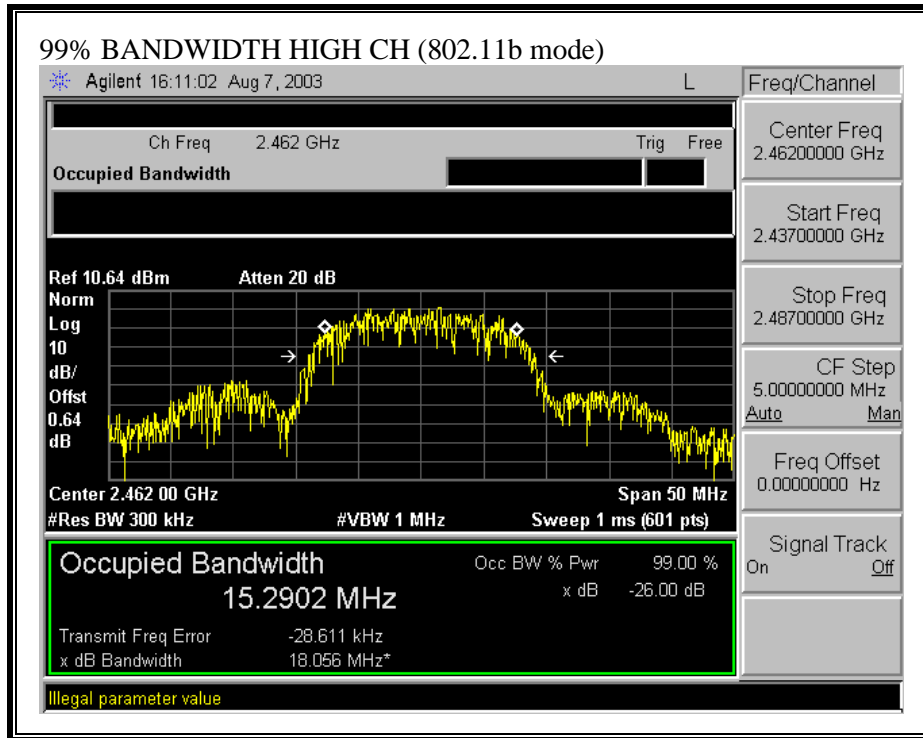 99% BANDWIDTH HIGH CH (802.11b mode)
Agilent 16:11:02 Aug 7, 2003 L
Freq/Channel
Ch Freq 2.462 GHz Trig Free
Occupied Bandwidth
Center Freq
2.46200000 GHz
Start Freq
2.43700000 GHz
Stop Freq
2.48700000 GHz
CF Step
5.00000000 MHz
Auto Man
Freq Offset
0.00000000 Hz
Signal Track
On Off
Ref 10.64 dBm Atten 20 dB
Norm
Log
10
dB/
Offst
0.64
dB
Center 2.462 00 GHz Span 50 MHz
#Res BW 300 kHz #VBW 1 MHz Sweep 1 ms (601 pts)
Occupied Bandwidth
15.2902 MHz
Occ BW % Pwr 99.00 %
x dB -26.00 dB
Transmit Freq Error -28.611 kHz
x dB Bandwidth 18.056 MHz*
Illegal parameter value